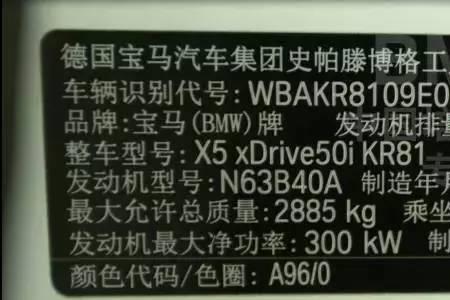 德国宝马汽车集团史帕滕博格工
车辆识别代号: WBAKR8109E0
品牌: 宝马(BMW)牌 发动机排量
整车型号: X5 xDrive50i KR81
发动机型号: N63B40A 制造年月
最大允许总质量: 2885 kg 乘坐
发动机最大净功率: 300 kW 制
颜色代码/色圈: A96/0